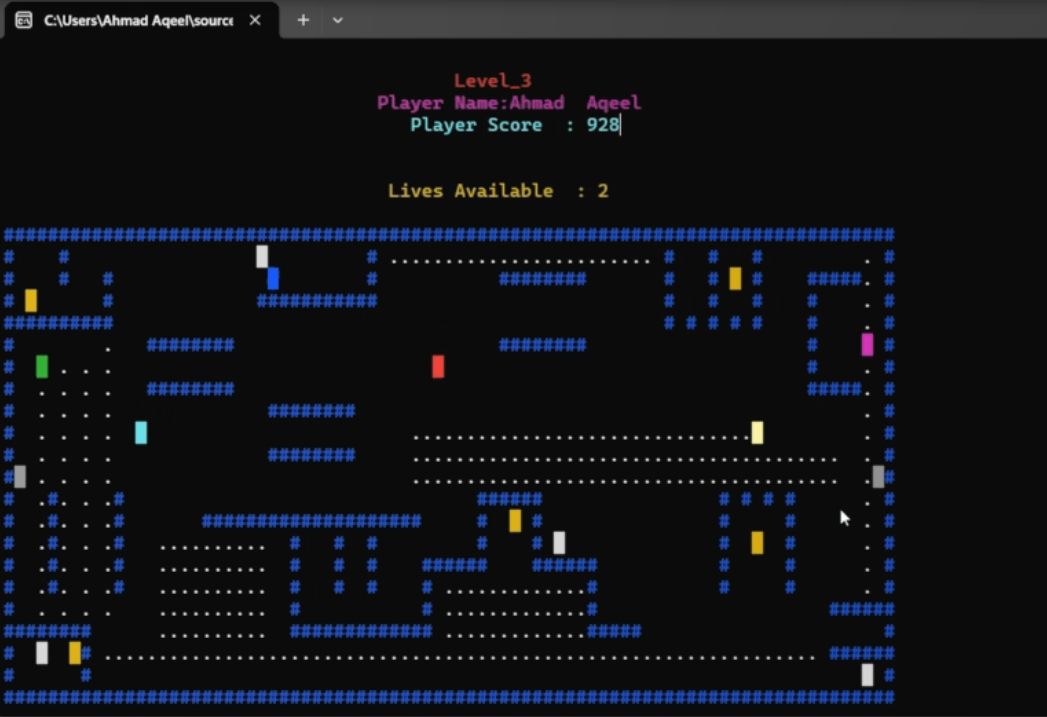 C:\Users\Ahmad Aqeel\source
Level_3
Player Name:Ahmad  Aqeel
Player Score  : 928
Lives Available  : 2